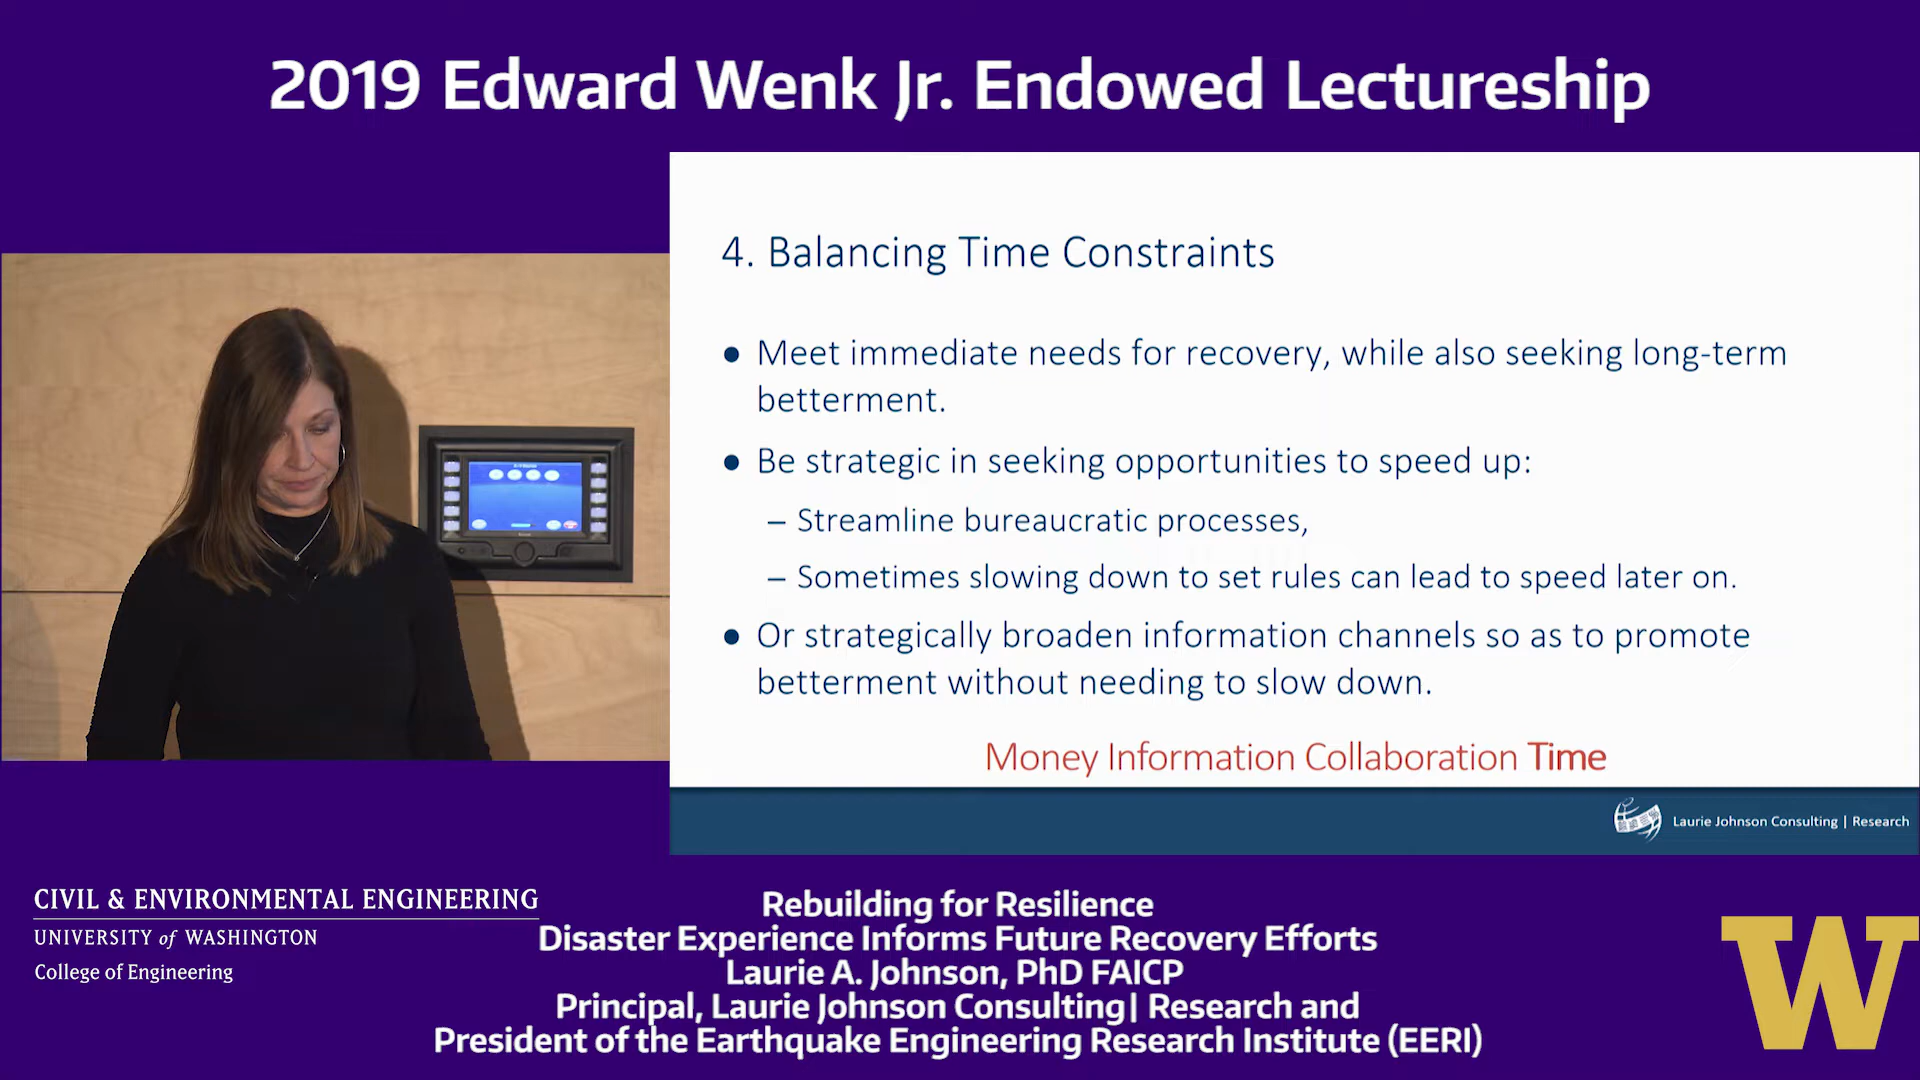 2019 Edward Wenk Jr. Endowed Lectureship
4. Balancing Time Constraints
● Meet immediate needs for recovery, while also seeking long-term
betterment.
● Be strategic in seeking opportunities to speed up:
– Streamline bureaucratic processes,
– Sometimes slowing down to set rules can lead to speed later on.
● Or strategically broaden information channels so as to promote
betterment without needing to slow down.
Money Information Collaboration Time
Laurie Johnson Consulting | Research
CIVIL & ENVIRONMENTAL ENGINEERING
UNIVERSITY of WASHINGTON
College of Engineering
Rebuilding for Resilience
Disaster Experience Informs Future Recovery Efforts
Laurie A. Johnson, PhD FAICP
Principal, Laurie Johnson Consulting| Research and
President of the Earthquake Engineering Research Institute (EERI)
W